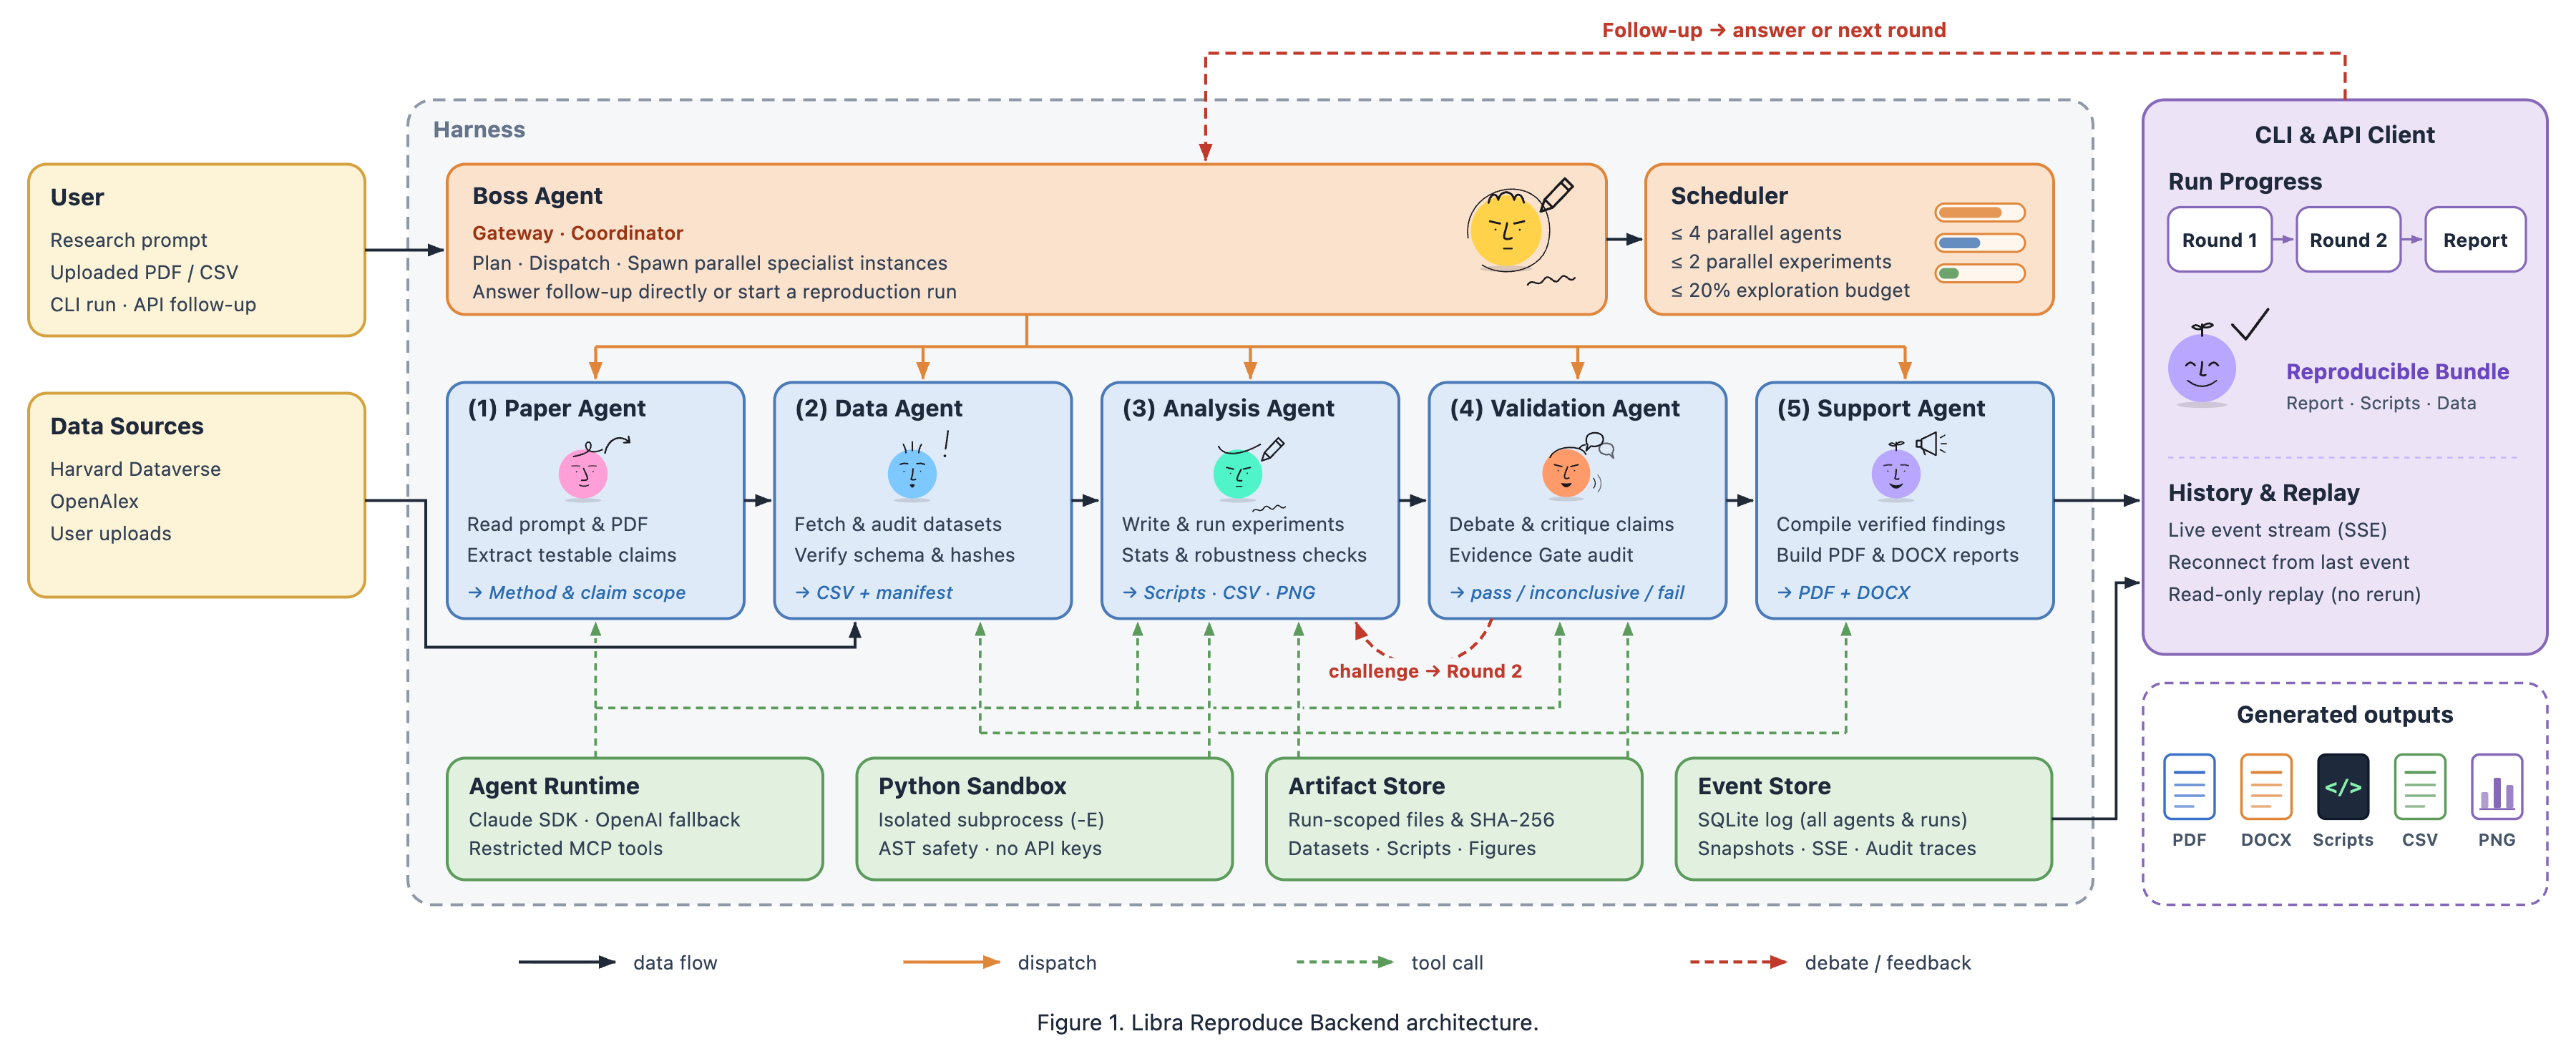 Follow-up → answer or next round
Harness
User
Research prompt
Uploaded PDF / CSV
CLI run · API follow-up
Data Sources
Harvard Dataverse
OpenAlex
User uploads
Boss Agent
Gateway · Coordinator
Plan · Dispatch · Spawn parallel specialist instances
Answer follow-up directly or start a reproduction run
Scheduler
≤ 4 parallel agents
≤ 2 parallel experiments
≤ 20% exploration budget
(1) Paper Agent
Read prompt & PDF
Extract testable claims
→ Method & claim scope
(2) Data Agent
Fetch & audit datasets
Verify schema & hashes
→ CSV + manifest
(3) Analysis Agent
Write & run experiments
Stats & robustness checks
→ Scripts · CSV · PNG
(4) Validation Agent
Debate & critique claims
Evidence Gate audit
→ pass / inconclusive / fail
(5) Support Agent
Compile verified findings
Build PDF & DOCX reports
→ PDF + DOCX
challenge → Round 2
Agent Runtime
Claude SDK · OpenAI fallback
Restricted MCP tools
Python Sandbox
Isolated subprocess (-E)
AST safety · no API keys
Artifact Store
Run-scoped files & SHA-256
Datasets · Scripts · Figures
Event Store
SQLite log (all agents & runs)
Snapshots · SSE · Audit traces
CLI & API Client
Run Progress
Round 1
Round 2
Report
Reproducible Bundle
Report · Scripts · Data
History & Replay
Live event stream (SSE)
Reconnect from last event
Read-only replay (no rerun)
Generated outputs
</>
PDF
DOCX
Scripts
CSV
PNG
data flow
dispatch
tool call
debate / feedback
Figure 1. Libra Reproduce Backend architecture.